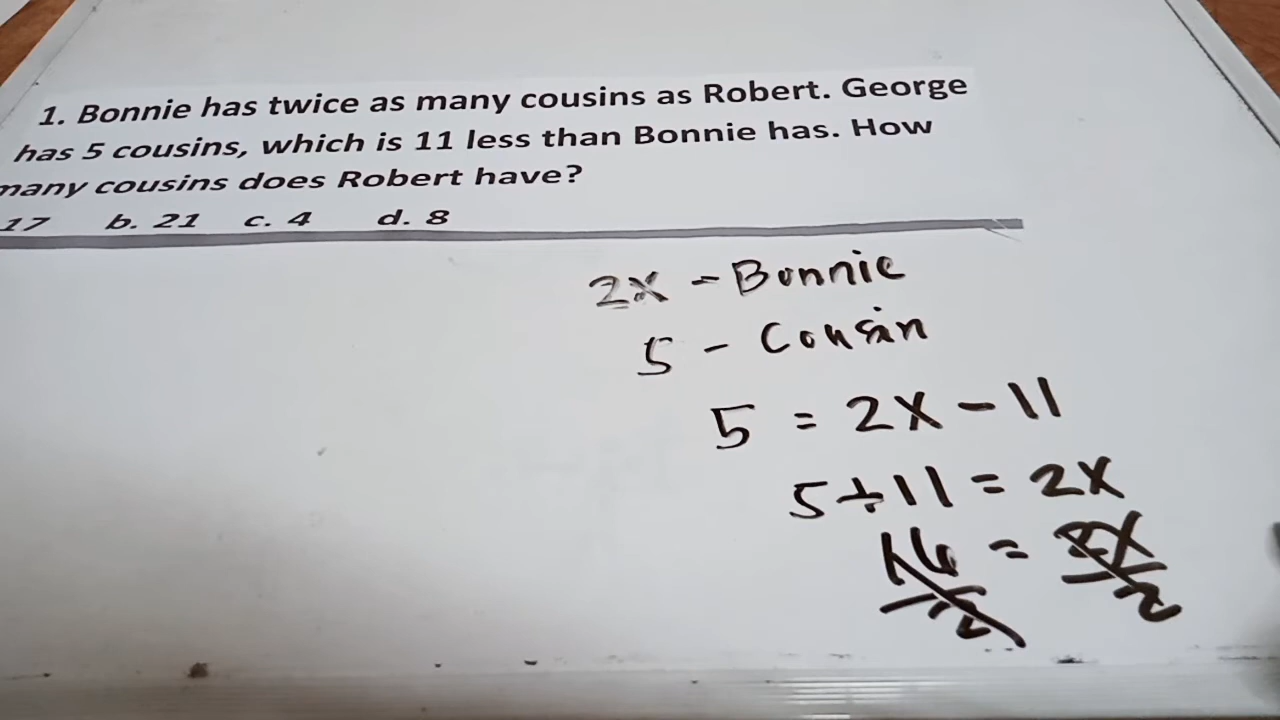 1. Bonnie has twice as many cousins as Robert. George
has 5 cousins, which is 11 less than Bonnie has. How
many cousins does Robert have?
17 b. 21 c. 4 d. 8
2X - Bonnie
5 - Cousin
5 = 2X - 11
5 + 11 = 2X
16 = 2X
2 2